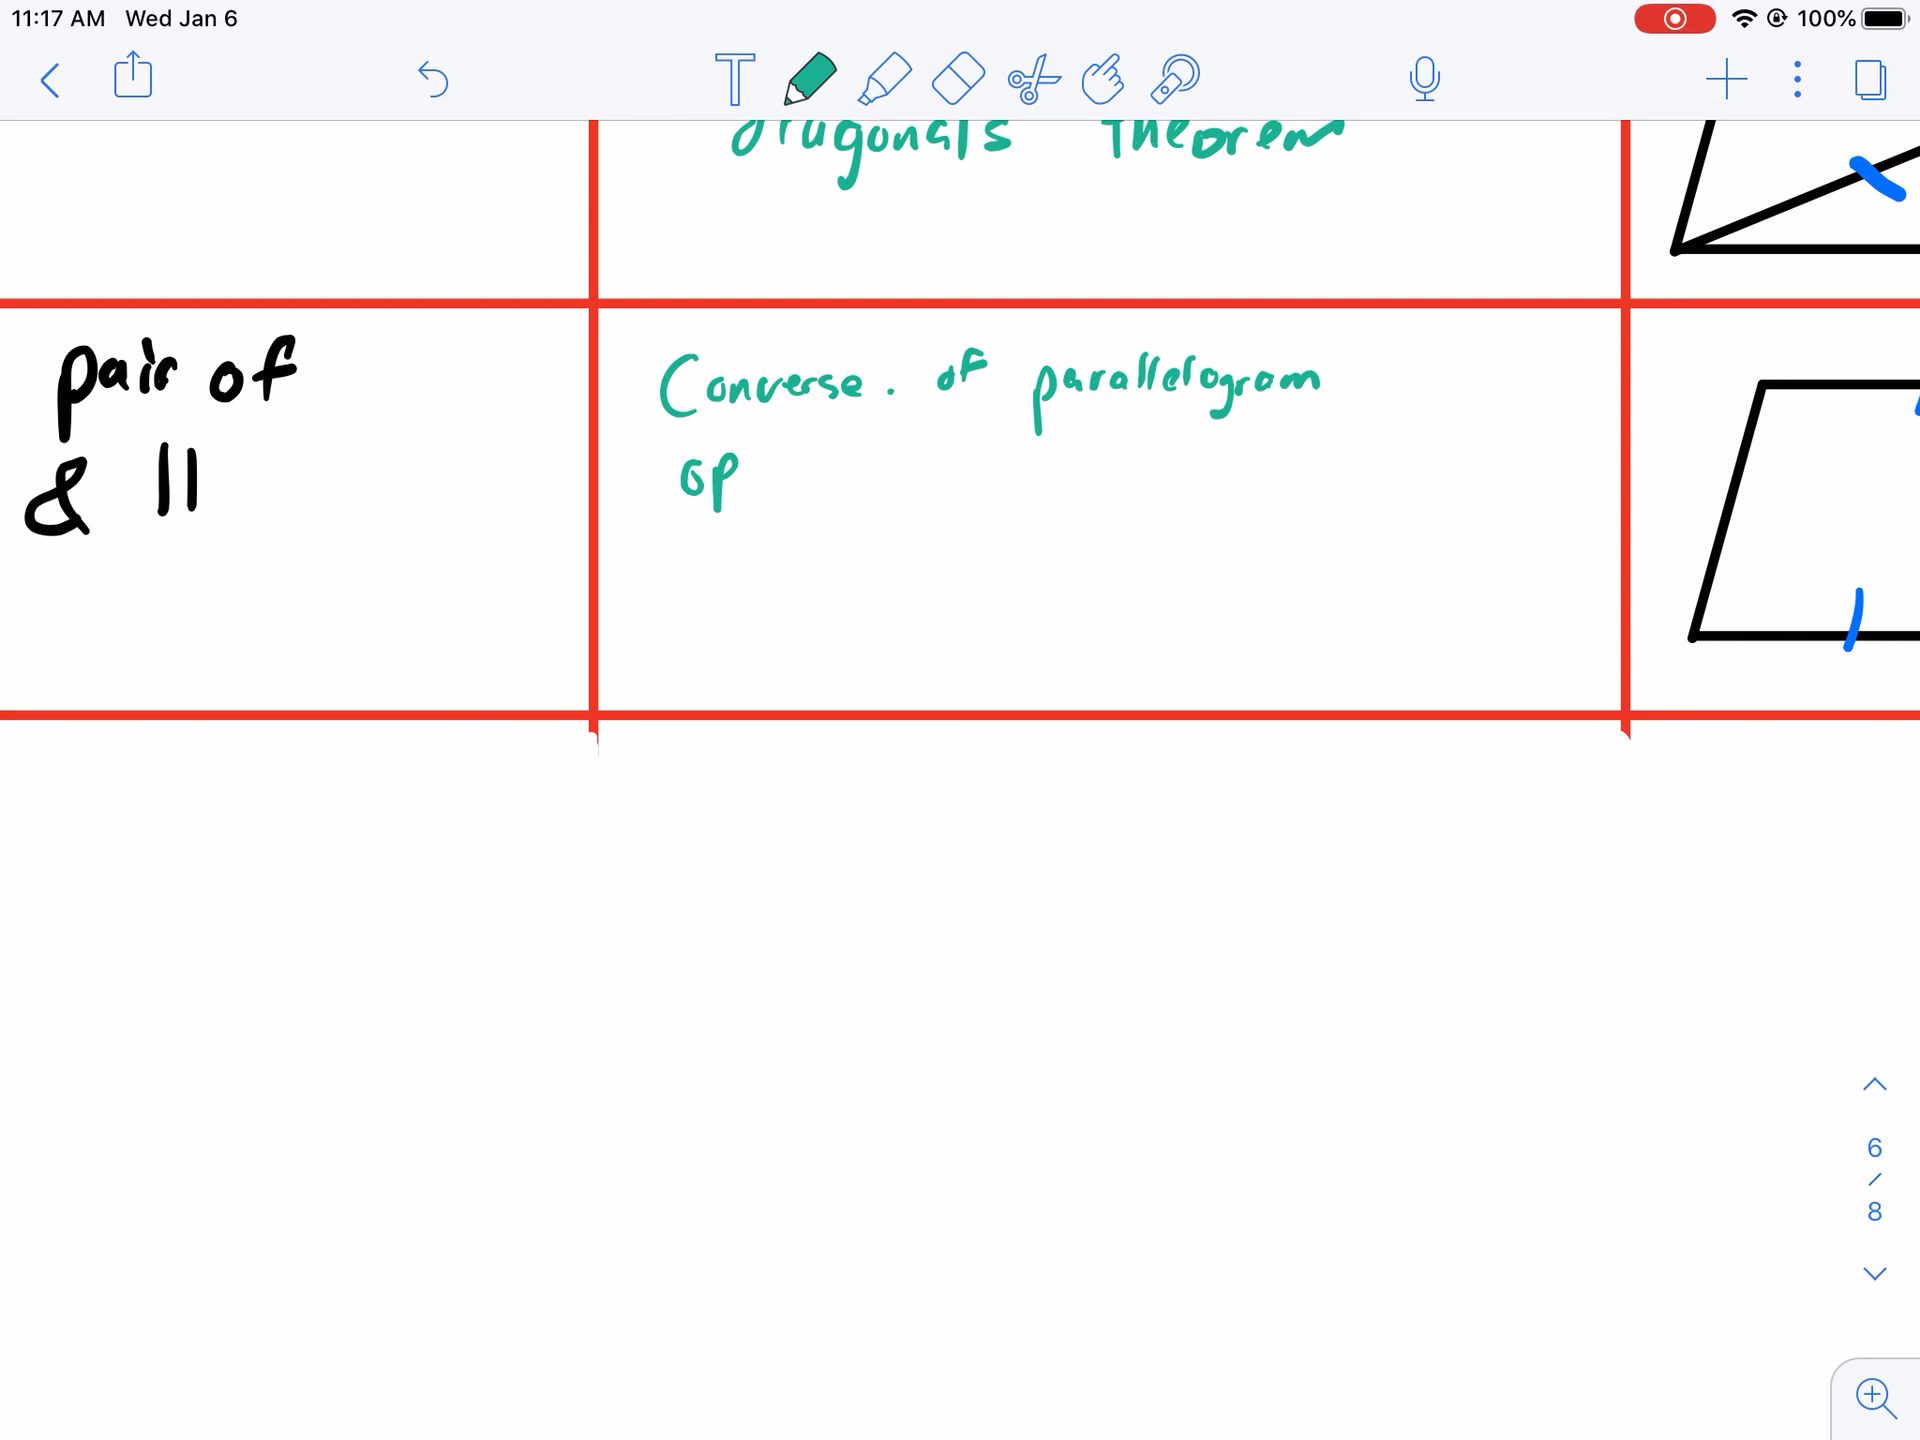 11:17 AM Wed Jan 6
100%
T
diagonals Theorem
pair of
& ||
Converse . of parallelogram
op
6
/
8